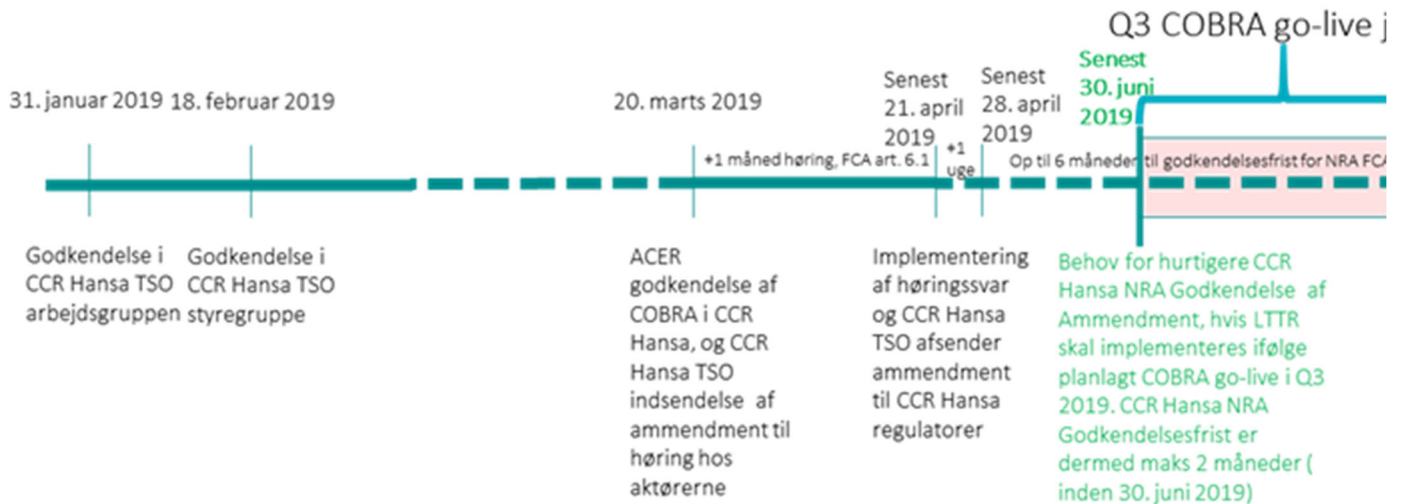 Q3 COBRA go-live j
31. januar 2019
18. februar 2019
20. marts 2019
Senest
21. april
2019
Senest
28. april
2019
Senest
30. juni
2019
+1 måned høring, FCA art. 6.1
+1
uge
Op til 6 måneder til godkendelsesfrist for NRA FCA
Godkendelse i
CCR Hansa TSO
arbejdsgruppen
Godkendelse i
CCR Hansa TSO
styregruppe
ACER
godkendelse af
COBRA i CCR
Hansa, og CCR
Hansa TSO
indsendelse af
ammendment til
høring hos
aktørerne
Implementering
af høringssvar
og CCR Hansa
TSO afsender
ammendment
til CCR Hansa
regulatorer
Behov for hurtigere CCR
Hansa NRA Godkendelse af
Ammendment, hvis LTTR
skal implementeres ifølge
planlagt COBRA go-live i Q3
2019. CCR Hansa NRA
Godkendelsesfrist er
dermed maks 2 måneder (
inden 30. juni 2019)